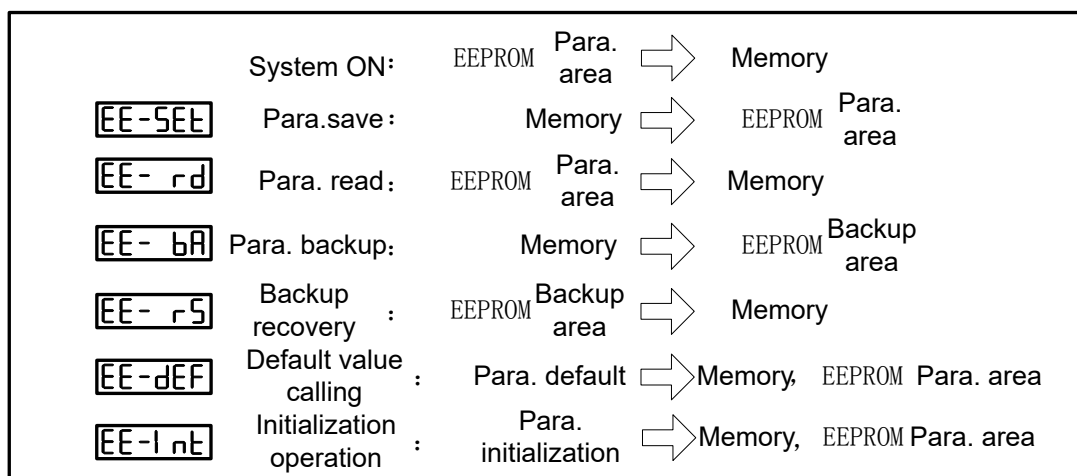 System ON: EEPROM Para. area Memory
EE-SEt Para.save: Memory EEPROM Para. area
EE- rd Para. read: EEPROM Para. area Memory
EE- bA Para. backup: Memory EEPROM Backup area
EE- rS Backup recovery : EEPROM Backup area Memory
EE-dEF Default value calling : Para. default Memory, EEPROM Para. area
EE-Int Initialization operation : Para. initialization Memory, EEPROM Para. area